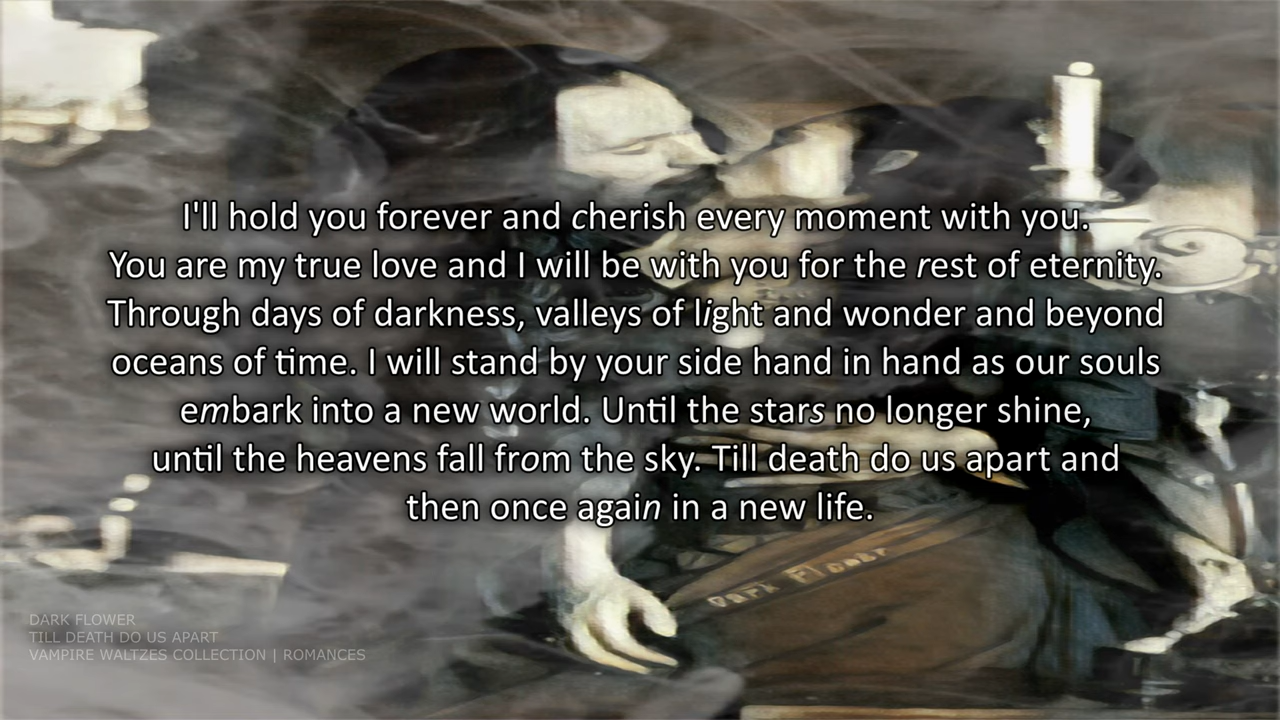 I'll hold you forever and cherish every moment with you.
You are my true love and I will be with you for the rest of eternity.
Through days of darkness, valleys of light and wonder and beyond
oceans of time. I will stand by your side hand in hand as our souls
embark into a new world. Until the stars no longer shine,
until the heavens fall from the sky. Till death do us apart and
then once again in a new life.
Dark Flower
DARK FLOWER
TILL DEATH DO US APART
VAMPIRE WALTZES COLLECTION | ROMANCES